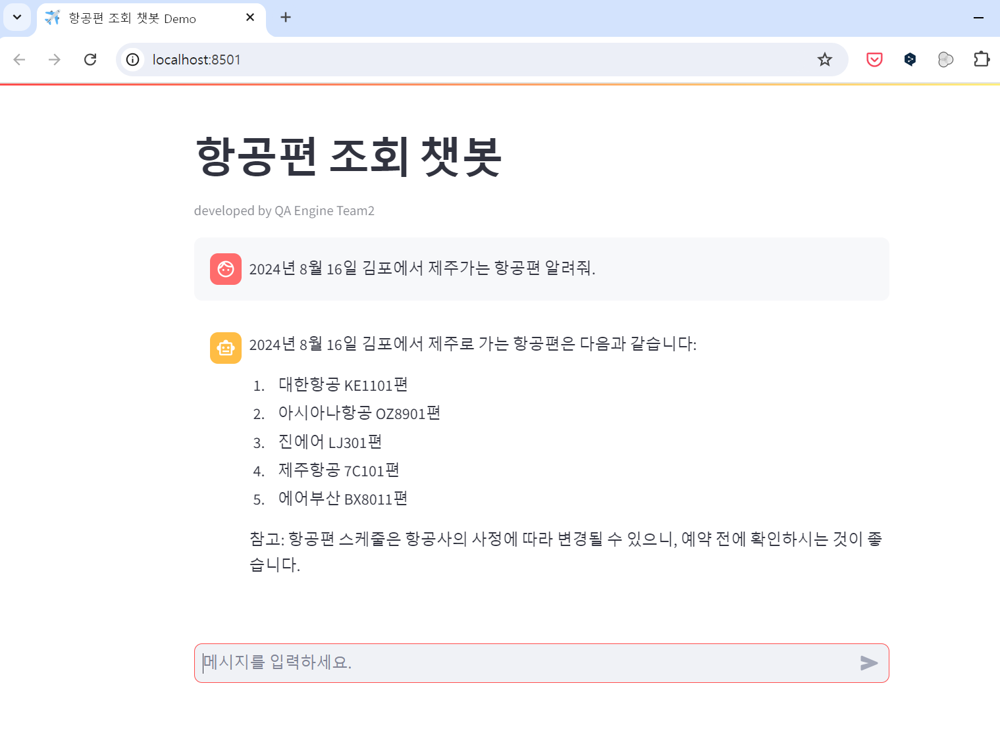 항공편 조회 챗봇 Demo
localhost:8501
항공편 조회 챗봇
developed by QA Engine Team2
2024년 8월 16일 김포에서 제주가는 항공편 알려줘.
2024년 8월 16일 김포에서 제주로 가는 항공편은 다음과 같습니다:
1. 대한항공 KE1101편
2. 아시아나항공 OZ8901편
3. 진에어 LJ301편
4. 제주항공 7C101편
5. 에어부산 BX8011편
참고: 항공편 스케줄은 항공사의 사정에 따라 변경될 수 있으니, 예약 전에 확인하시는 것이 좋
습니다.
메시지를 입력하세요.